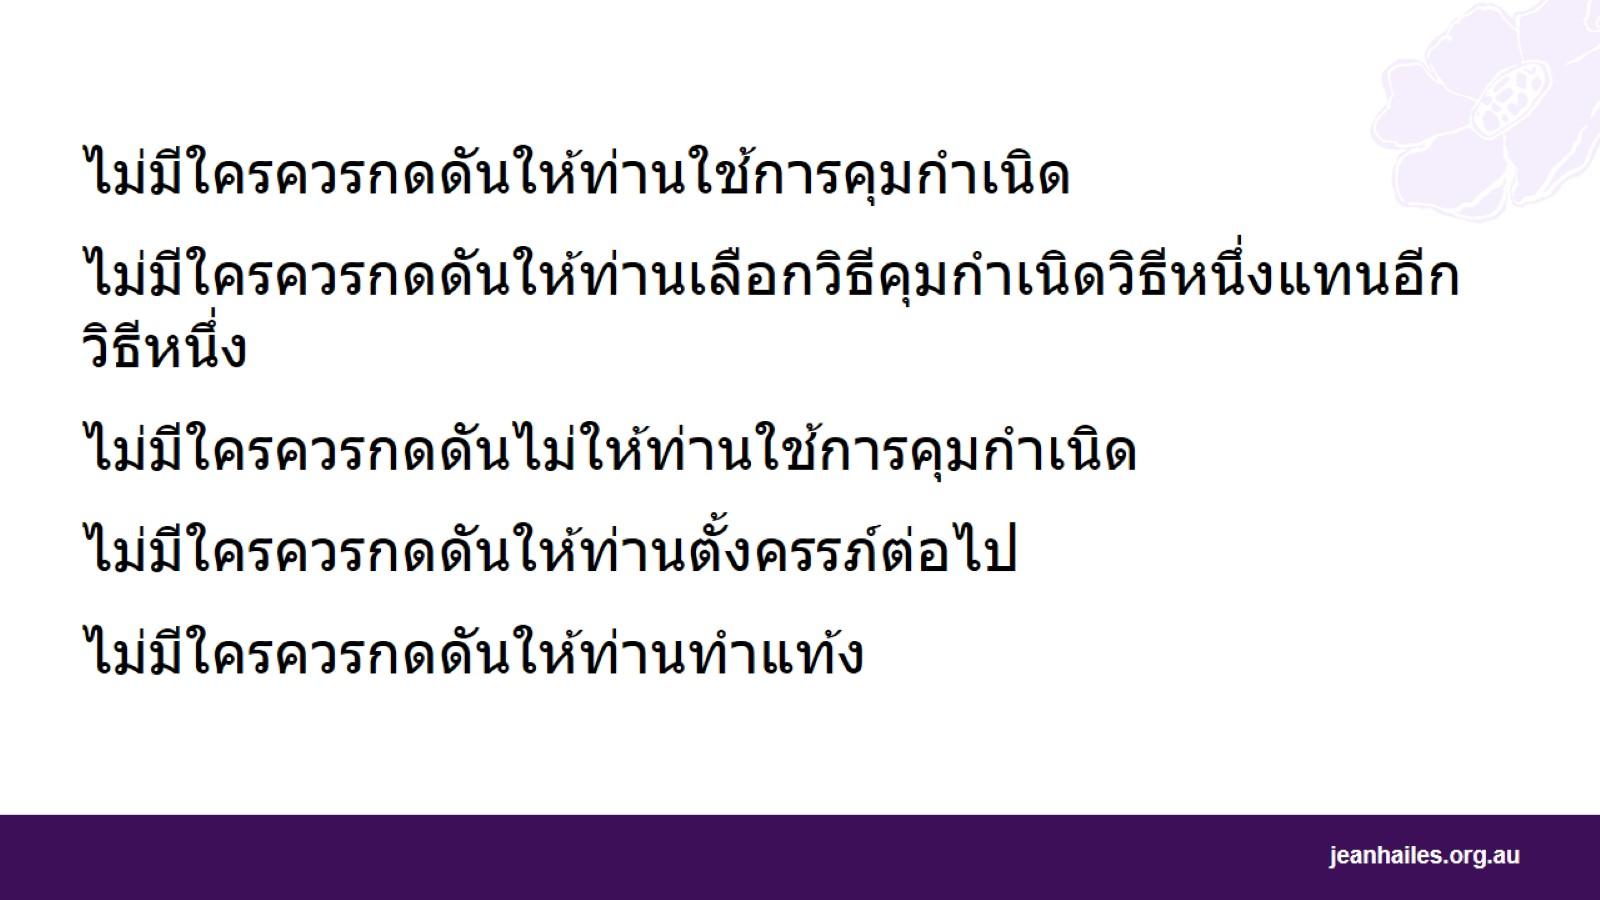 ไม่มีใครควรกดดันให้ท่านใช้การคุมกำเนิด
ไม่มีใครควรกดดันให้ท่านเลือกวิธีคุมกำเนิดวิธีหนึ่งแทนอีก
วิธีหนึ่ง
ไม่มีใครควรกดดันไม่ให้ท่านใช้การคุมกำเนิด
ไม่มีใครควรกดดันให้ท่านตั้งครรภ์ต่อไป
ไม่มีใครควรกดดันให้ท่านทำแท้ง
jeanhailes.org.au